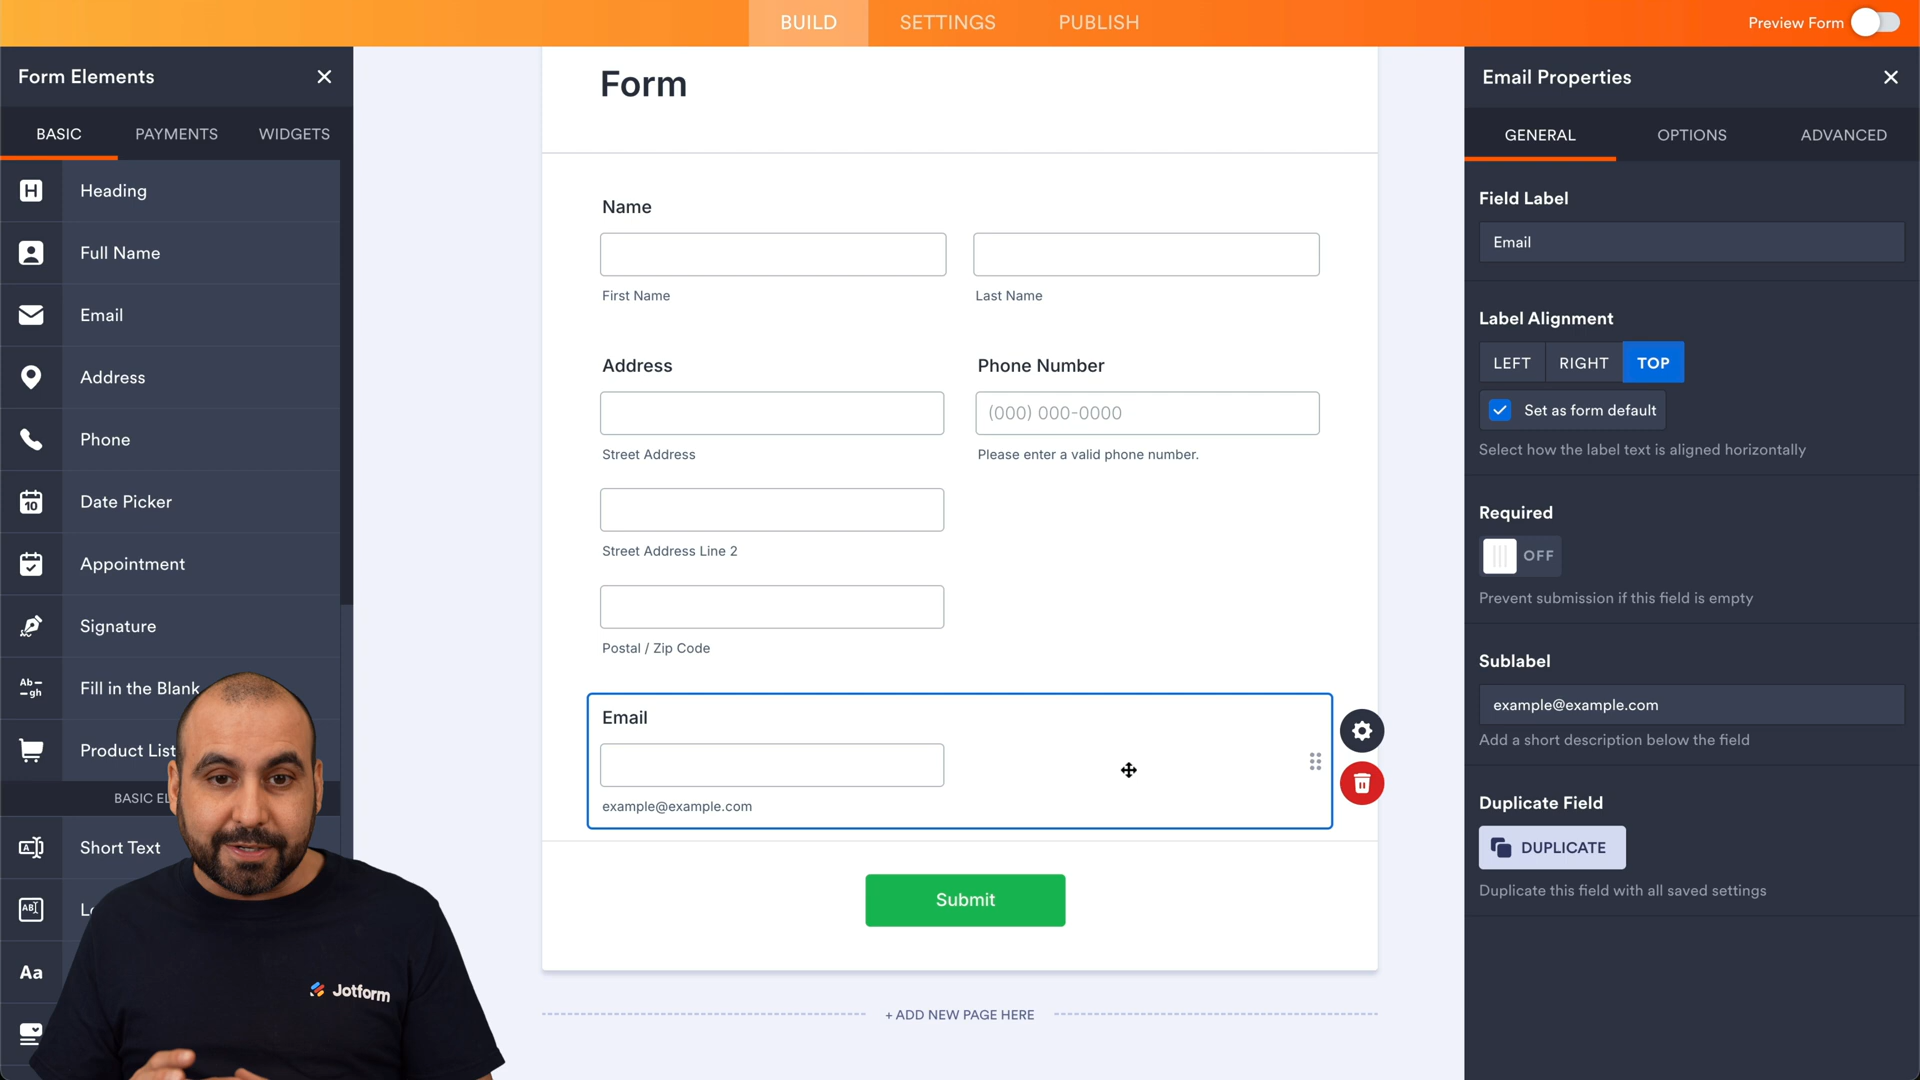 BUILD
SETTINGS
PUBLISH
Preview Form
Form Elements
BASIC
PAYMENTS
WIDGETS
H
Heading
Full Name
Email
Address
Phone
10
Date Picker
Appointment
Signature
Ab
gh
Fill in the Blank
Product List
BASIC EL
A
Short Text
AB
Aa
Jotform
Form
Name
First Name
Last Name
Address
Phone Number
(000) 000-0000
Street Address
Please enter a valid phone number.
Street Address Line 2
Postal / Zip Code
Email
example@example.com
Submit
+ ADD NEW PAGE HERE
Email Properties
GENERAL
OPTIONS
ADVANCED
Field Label
Email
Label Alignment
LEFT
RIGHT
TOP
Set as form default
Select how the label text is aligned horizontally
Required
OFF
Prevent submission if this field is empty
Sublabel
example@example.com
Add a short description below the field
Duplicate Field
DUPLICATE
Duplicate this field with all saved settings